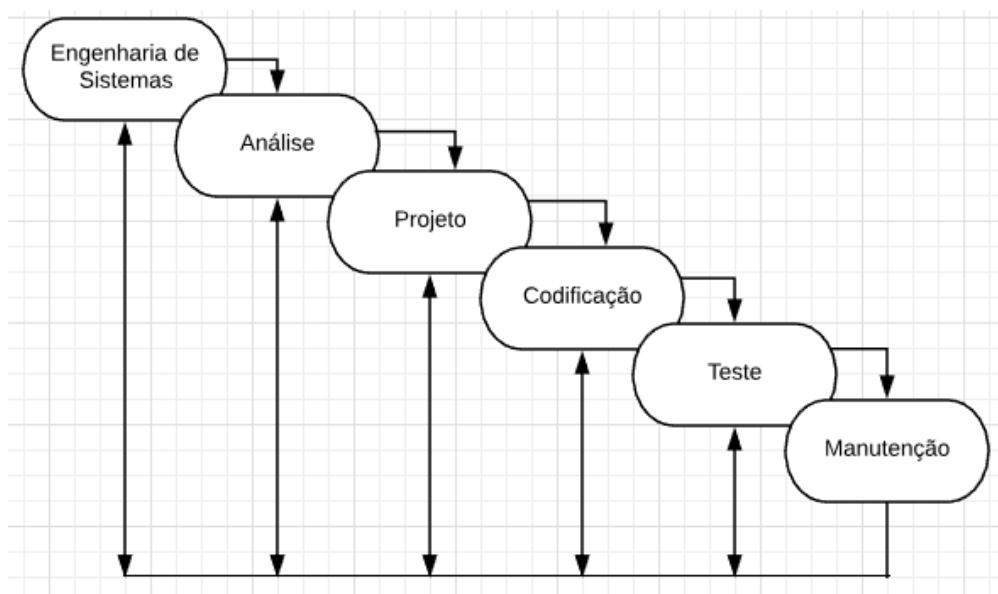 Engenharia de
Sistemas
Análise
Projeto
Codificação
Teste
Manutenção